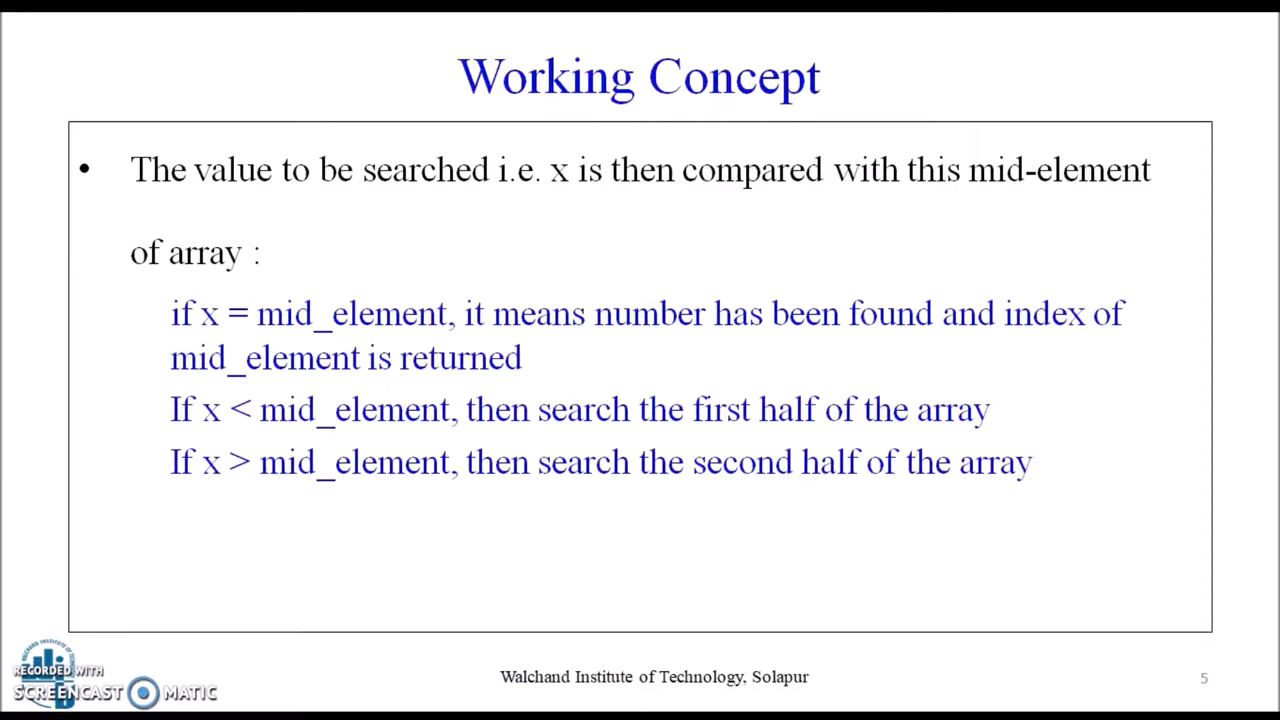 Working Concept
• The value to be searched i.e. x is then compared with this mid-element
of array :
if x = mid_element, it means number has been found and index of
mid_element is returned
If x < mid_element, then search the first half of the array
If x > mid_element, then search the second half of the array
RECORDED WITH
SCREENCAST MATIC
Walchand Institute of Technology, Solapur
5